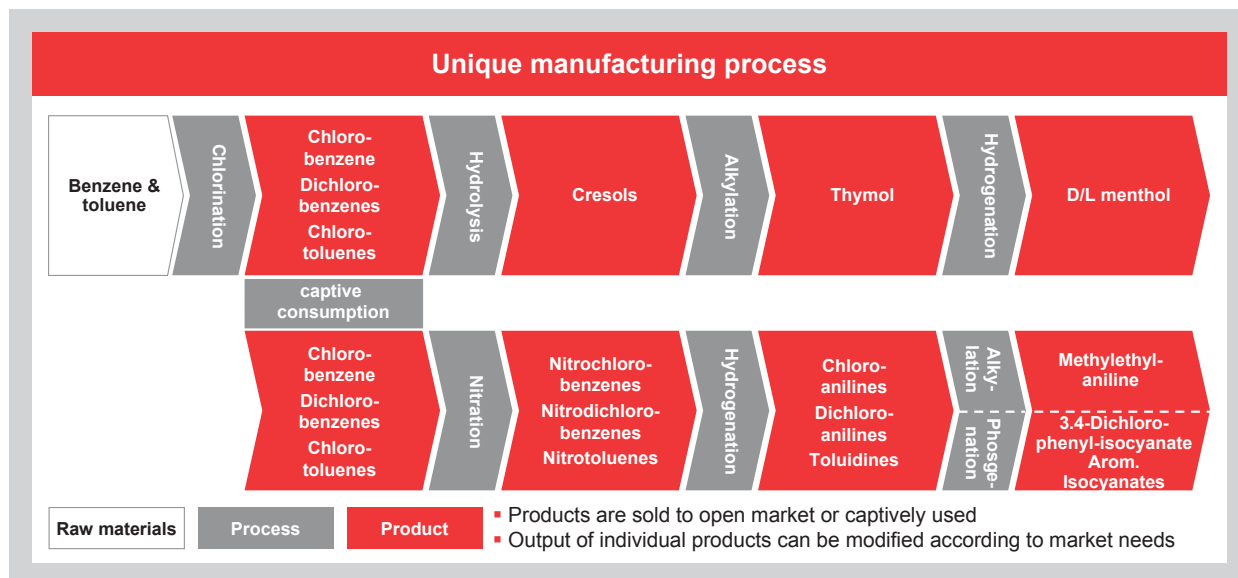 Unique manufacturing process
Benzene &
toluene
Chlorination
Chloro-
benzene
Dichloro-
benzenes
Chloro-
toluenes
Hydrolysis
Cresols
Alkylation
Thymol
Hydrogenation
D/L menthol
captive
consumption
Chloro-
benzene
Dichloro-
benzenes
Chloro-
toluenes
Nitration
Nitrochloro-
benzenes
Nitrodichloro-
benzenes
Nitrotoluenes
Hydrogenation
Chloro-
anilines
Dichloro-
anilines
Toluidines
Alky-
lation
Methylethyl-
aniline
Phosge-
nation
3.4-Dichloro-
phenyl-isocyanate
Arom.
Isocyanates
Raw materials
Process
Product
▪ Products are sold to open market or captively used
▪ Output of individual products can be modified according to market needs